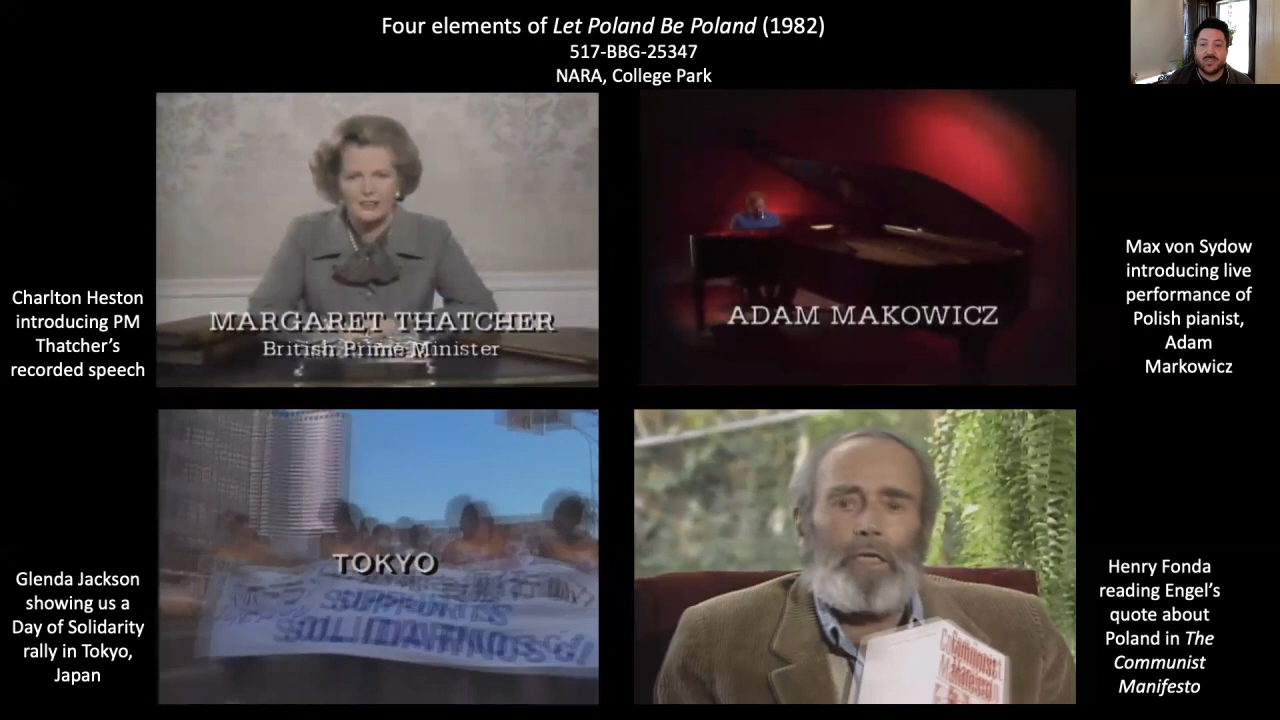 Four elements of Let Poland Be Poland (1982)
517-BBG-25347
NARA, College Park
Charlton Heston
introducing PM
Thatcher's
recorded speech
MARGARET THATCHER
British Prime Minister
ADAM MAKOWICZ
Max von Sydow
introducing live
performance of
Polish pianist,
Adam
Markowicz
Glenda Jackson
showing us a
Day of Solidarity
rally in Tokyo,
Japan
TOKYO
SUPPORTS
Henry Fonda
reading Engel's
quote about
Poland in The
Communist
Manifesto
Communist